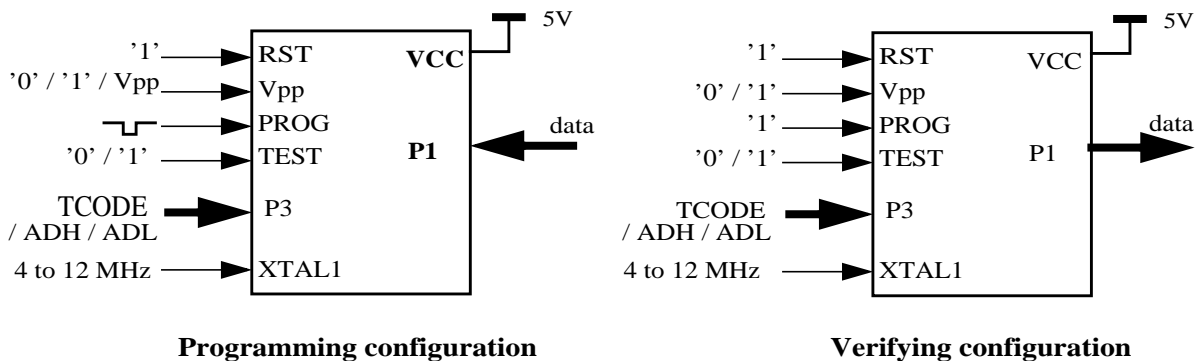 5V
'1'
RST
VCC
'0' / '1' / Vpp
Vpp
PROG
data
'0' / '1'
TEST
P1
TCODE
/ ADH / ADL
P3
4 to 12 MHz
XTAL1
Programming configuration
5V
'1'
RST
VCC
'0' / '1'
Vpp
'1'
PROG
data
'0' / '1'
TEST
P1
TCODE
/ ADH / ADL
P3
4 to 12 MHz
XTAL1
Verifying configuration